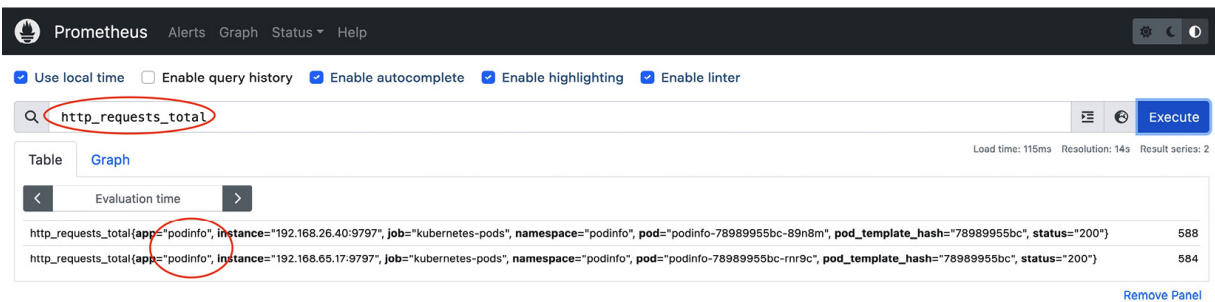 Prometheus Alerts Graph Status Help
Use local time Enable query history Enable autocomplete Enable highlighting Enable linter
http_requests_total Execute
Load time: 115ms Resolution: 14s Result series: 2
Table Graph
Evaluation time
http_requests_total{app="podinfo", instance="192.168.26.40:9797", job="kubernetes-pods", namespace="podinfo", pod="podinfo-78989955bc-89n8m", pod_template_hash="78989955bc", status="200"} 588
http_requests_total{app="podinfo", instance="192.168.65.17:9797", job="kubernetes-pods", namespace="podinfo", pod="podinfo-78989955bc-rnr9c", pod_template_hash="78989955bc", status="200"} 584
Remove Panel